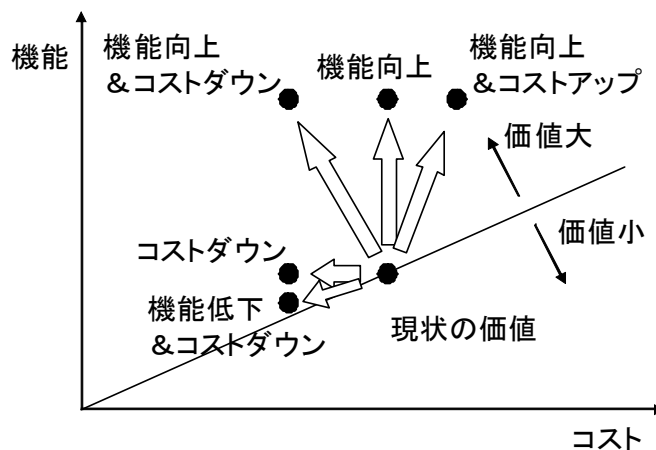 機能
機能向上
＆コストダウン
機能向上
機能向上
＆コストアップ
価値大
価値小
コストダウン
機能低下
＆コストダウン
現状の価値
コスト